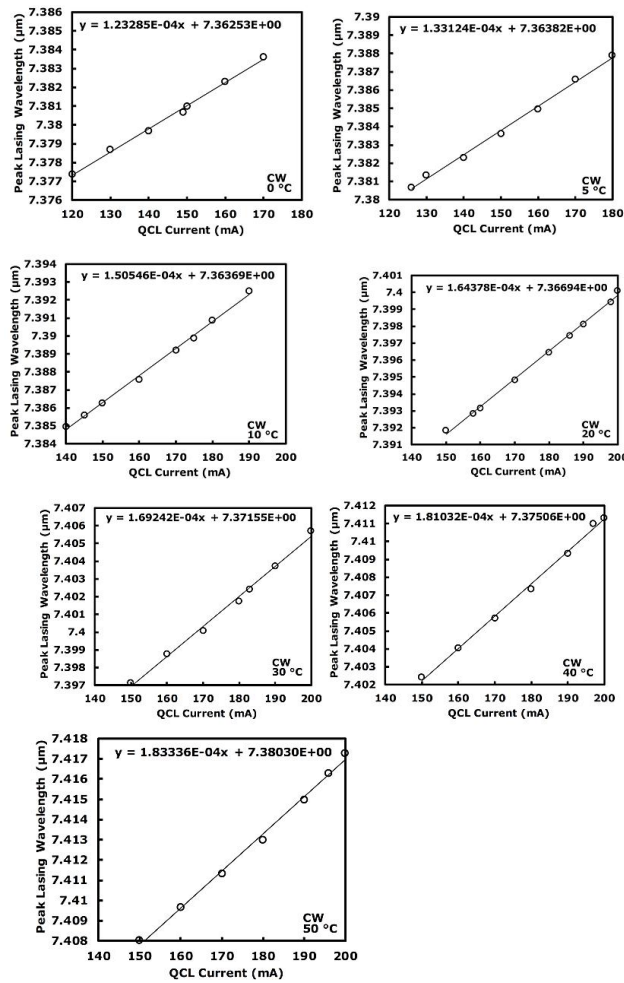 Peak Lasing Wavelength (µm)
y = 1.23285E-04x + 7.36253E+00
7.386
7.385
7.384
7.383
7.382
7.381
7.38
7.379
7.378
7.377
7.376
CW
0 °C
120 130 140 150 160 170 180
QCL Current (mA)
Peak Lasing Wavelength (µm)
y = 1.33124E-04x + 7.36382E+00
7.39
7.389
7.388
7.387
7.386
7.385
7.384
7.383
7.382
7.381
7.38
CW
5 °C
120 130 140 150 160 170 180
QCL Current (mA)
Peak Lasing Wavelength (µm)
y = 1.50546E-04x + 7.36369E+00
7.394
7.393
7.392
7.391
7.39
7.389
7.388
7.387
7.386
7.385
7.384
CW
10 °C
140 150 160 170 180 190 200
QCL Current (mA)
Peak Lasing Wavelength (µm)
y = 1.64378E-04x + 7.36694E+00
7.401
7.4
7.399
7.398
7.397
7.396
7.395
7.394
7.393
7.392
7.391
CW
20 °C
140 150 160 170 180 190 200
QCL Current (mA)
Peak Lasing Wavelength (µm)
y = 1.69242E-04x + 7.37155E+00
7.407
7.406
7.405
7.404
7.403
7.402
7.401
7.4
7.399
7.398
7.397
CW
30 °C
140 150 160 170 180 190 200
QCL Current (mA)
Peak Lasing Wavelength (µm)
y = 1.81032E-04x + 7.37506E+00
7.412
7.411
7.41
7.409
7.408
7.407
7.406
7.405
7.404
7.403
7.402
CW
40 °C
140 150 160 170 180 190 200
QCL Current (mA)
Peak Lasing Wavelength (µm)
y = 1.83336E-04x + 7.38030E+00
7.418
7.417
7.416
7.415
7.414
7.413
7.412
7.411
7.41
7.409
7.408
CW
50 °C
140 150 160 170 180 190 200
QCL Current (mA)